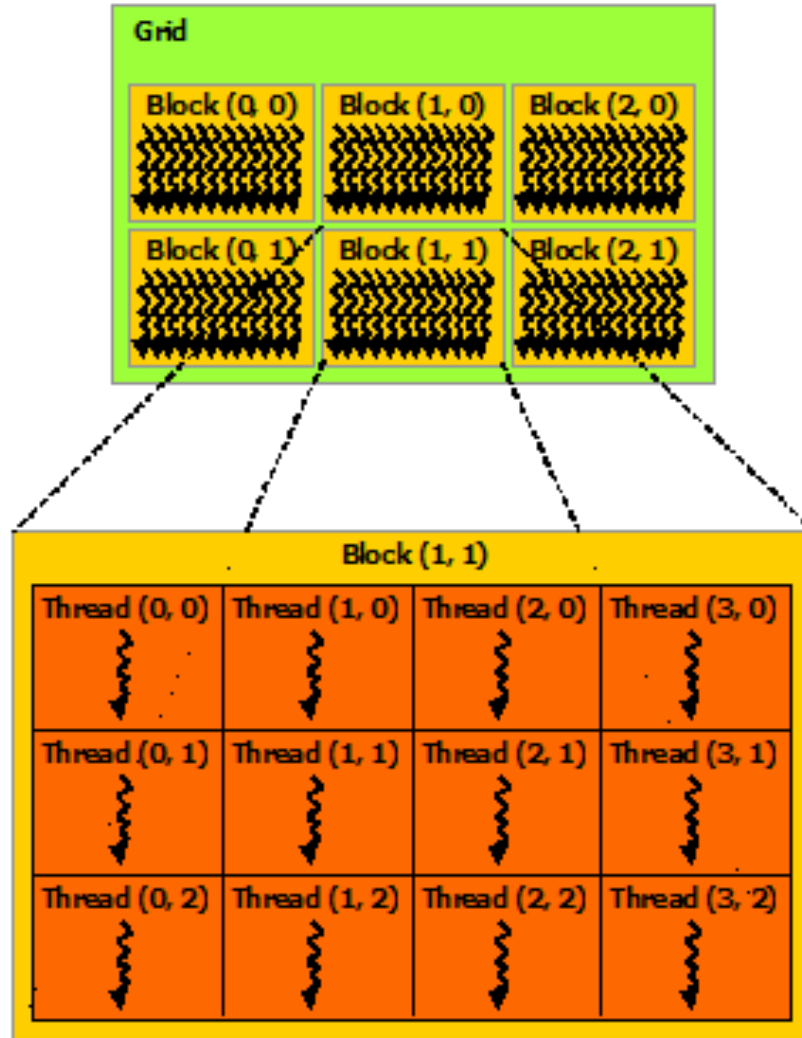 Grid
Block (0, 0) Block (1, 0) Block (2, 0)
Block (0, 1) Block (1, 1) Block (2, 1)
Block (1, 1)
Thread (0, 0) Thread (1, 0) Thread (2, 0) Thread (3, 0)
Thread (0, 1) Thread (1, 1) Thread (2, 1) Thread (3, 1)
Thread (0, 2) Thread (1, 2) Thread (2, 2) Thread (3, 2)